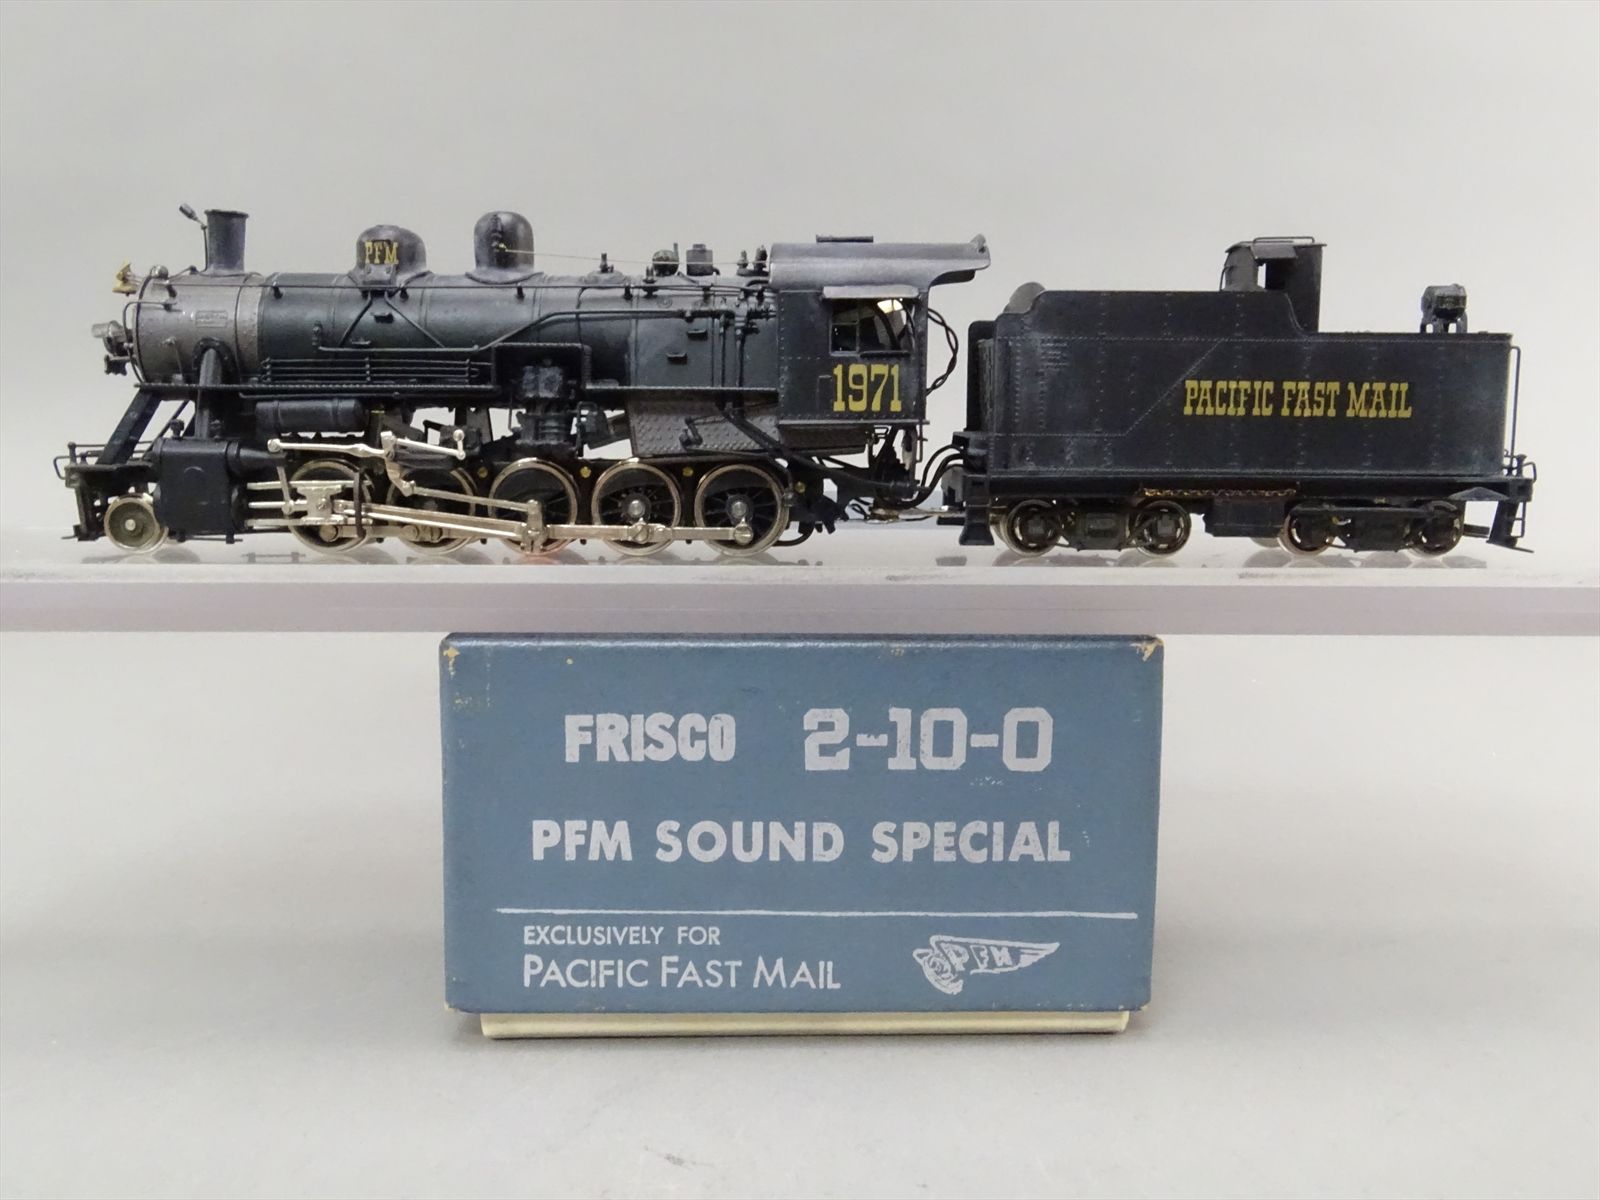 PFM
1971
PACIFIC FAST MAIL
FRISCO 2-10-0
PFM SOUND SPECIAL
EXCLUSIVELY FOR
PACIFIC FAST MAIL
PFM